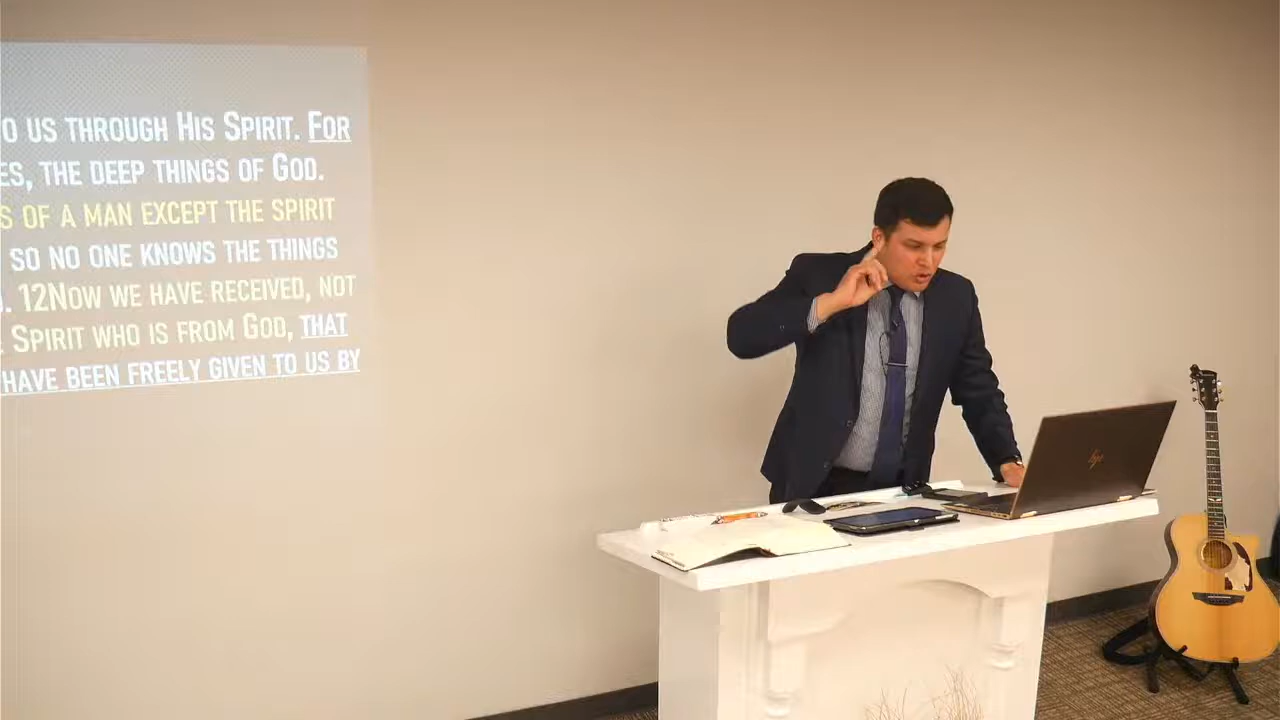 O US THROUGH HIS SPIRIT. FOR
ES, THE DEEP THINGS OF GOD.
S OF A MAN EXCEPT THE SPIRIT
SO NO ONE KNOWS THE THINGS
. 12NOW WE HAVE RECEIVED, NOT
SPIRIT WHO IS FROM GOD, THAT
HAVE BEEN FREELY GIVEN TO US BY
hp